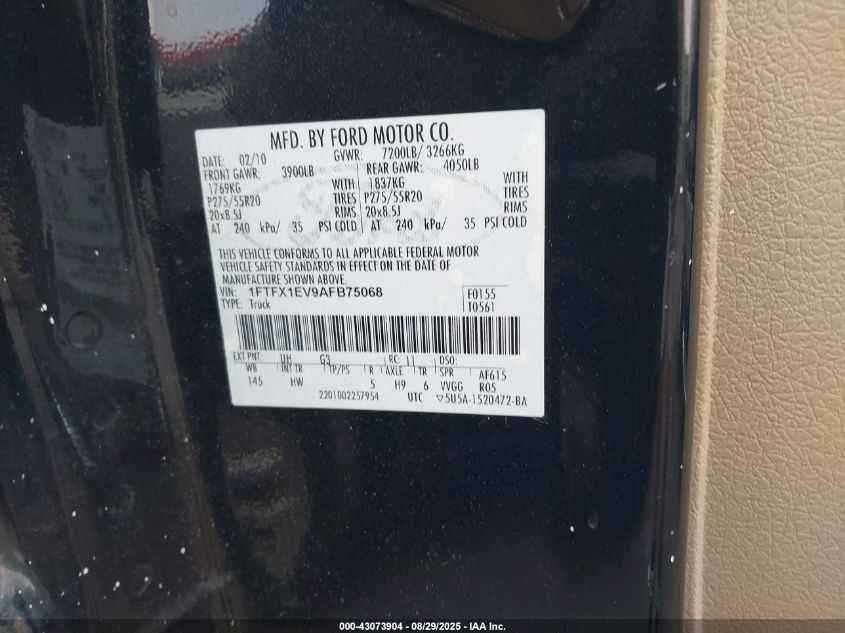 MFD. BY FORD MOTOR CO.
DATE: 02/10 GVWR: 7200LB/ 3266KG
FRONT GAWR: 3900LB REAR GAWR: 4050LB
1769KG WITH 1837KG WITH
P275/55R20 TIRES P275/55R20 TIRES
20x8.5J RIMS 20x8.5J RIMS
AT 240 kPa/ 35 PSI COLD AT 240 kPa/ 35 PSI COLD
THIS VEHICLE CONFORMS TO ALL APPLICABLE FEDERAL MOTOR
VEHICLE SAFETY STANDARDS IN EFFECT ON THE DATE OF
MANUFACTURE SHOWN ABOVE.
VIN: 1FTFX1EV9AFB75068 F0155
TYPE: Truck T0561
EXT PNT: UH G3 RC: 11 DSO:
WB INT TR TP/PS R AXLE TR SPR AF615
145 HW 5 H9 6 VVGG R05
2201002257954 UTC ▽5U5A-1520472-BA
000-43073904 - 08/29/2025 - IAA Inc.